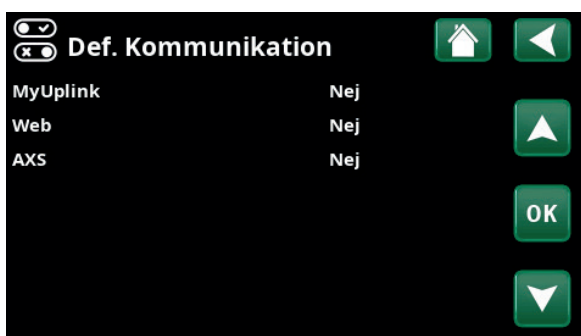 Def. Kommunikation
MyUplink Nej
Web Nej
AXS Nej
OK